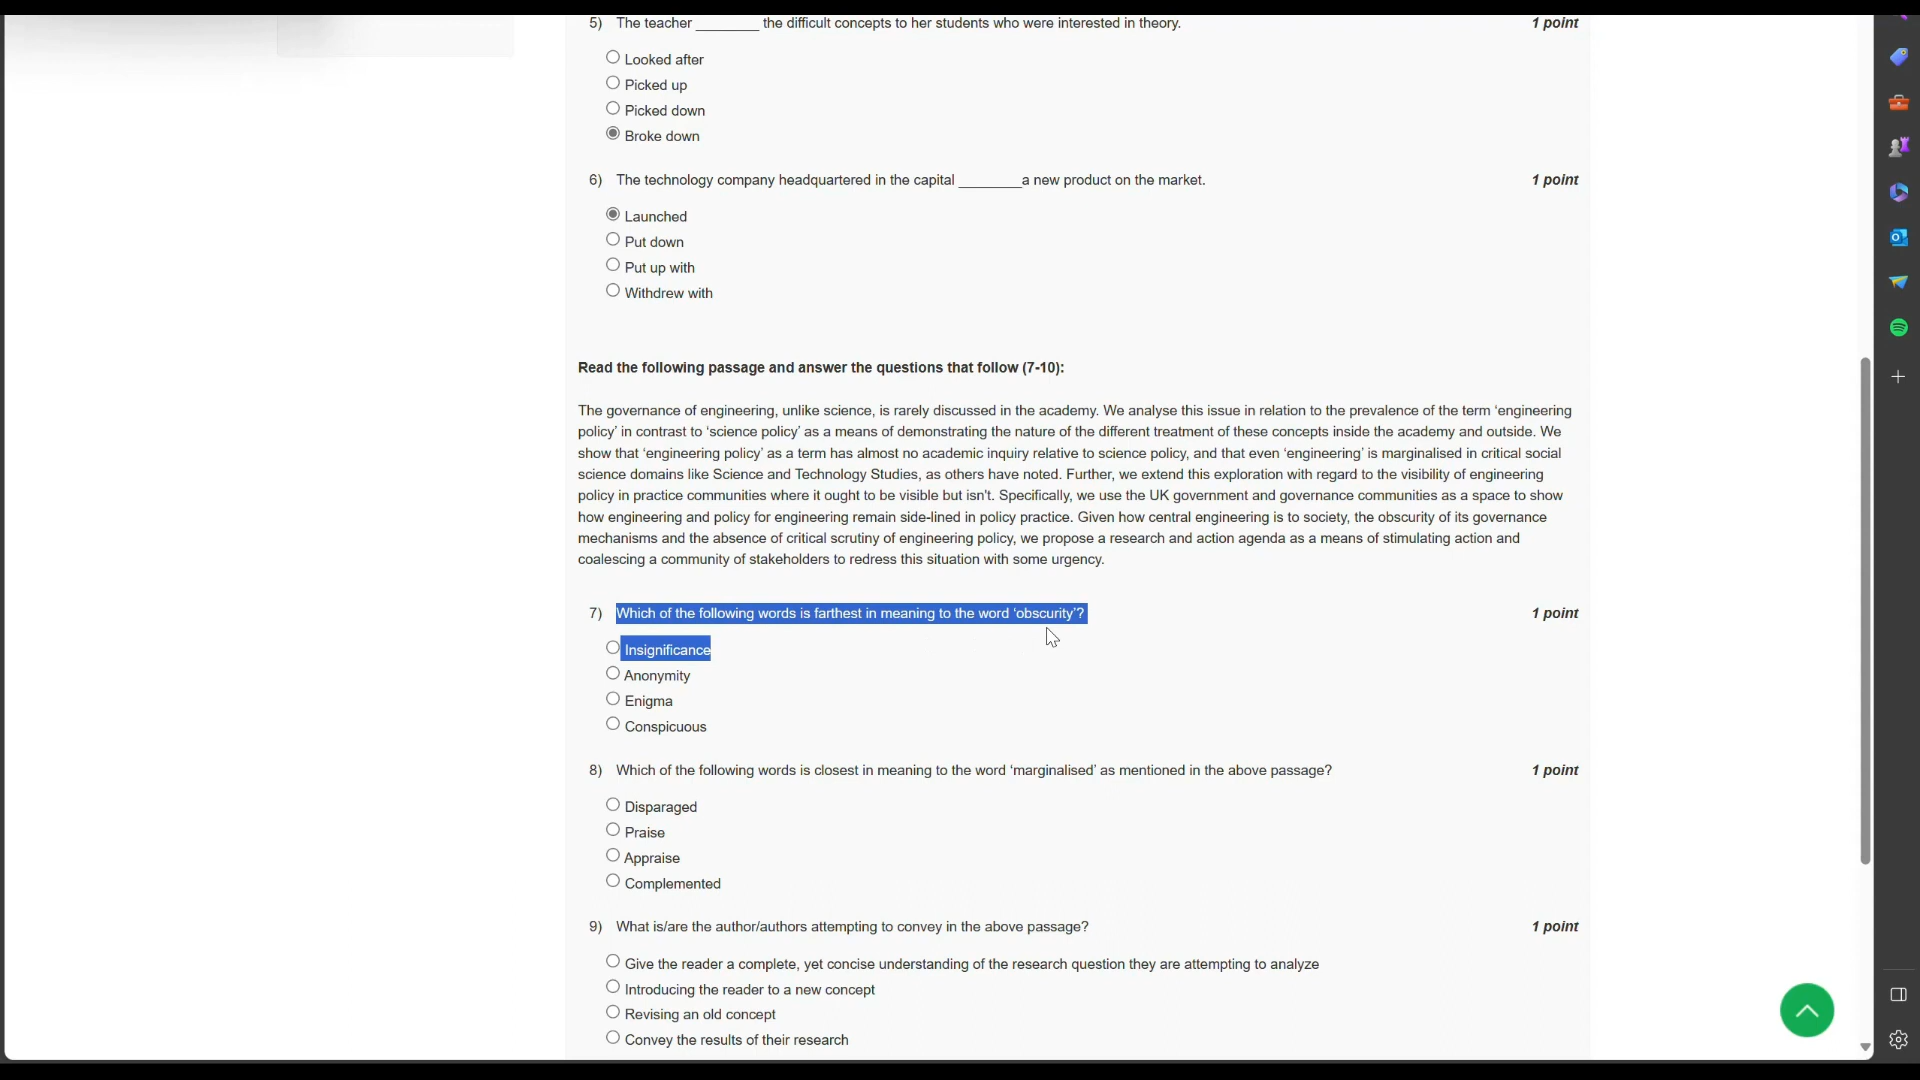 5) The teacher ________ the difficult concepts to her students who were interested in theory. 1 point
Looked after
Picked up
Picked down
Broke down
6) The technology company headquartered in the capital ________a new product on the market. 1 point
Launched
Put down
Put up with
Withdrew with
Read the following passage and answer the questions that follow (7-10):
The governance of engineering, unlike science, is rarely discussed in the academy. We analyse this issue in relation to the prevalence of the term ‘engineering
policy’ in contrast to ‘science policy’ as a means of demonstrating the nature of the different treatment of these concepts inside the academy and outside. We
show that ‘engineering policy’ as a term has almost no academic inquiry relative to science policy, and that even ‘engineering’ is marginalised in critical social
science domains like Science and Technology Studies, as others have noted. Further, we extend this exploration with regard to the visibility of engineering
policy in practice communities where it ought to be visible but isn't. Specifically, we use the UK government and governance communities as a space to show
how engineering and policy for engineering remain side-lined in policy practice. Given how central engineering is to society, the obscurity of its governance
mechanisms and the absence of critical scrutiny of engineering policy, we propose a research and action agenda as a means of stimulating action and
coalescing a community of stakeholders to redress this situation with some urgency.
7) Which of the following words is farthest in meaning to the word ‘obscurity’? 1 point
Insignificance
Anonymity
Enigma
Conspicuous
8) Which of the following words is closest in meaning to the word ‘marginalised’ as mentioned in the above passage? 1 point
Disparaged
Praise
Appraise
Complemented
9) What is/are the author/authors attempting to convey in the above passage? 1 point
Give the reader a complete, yet concise understanding of the research question they are attempting to analyze
Introducing the reader to a new concept
Revising an old concept
Convey the results of their research